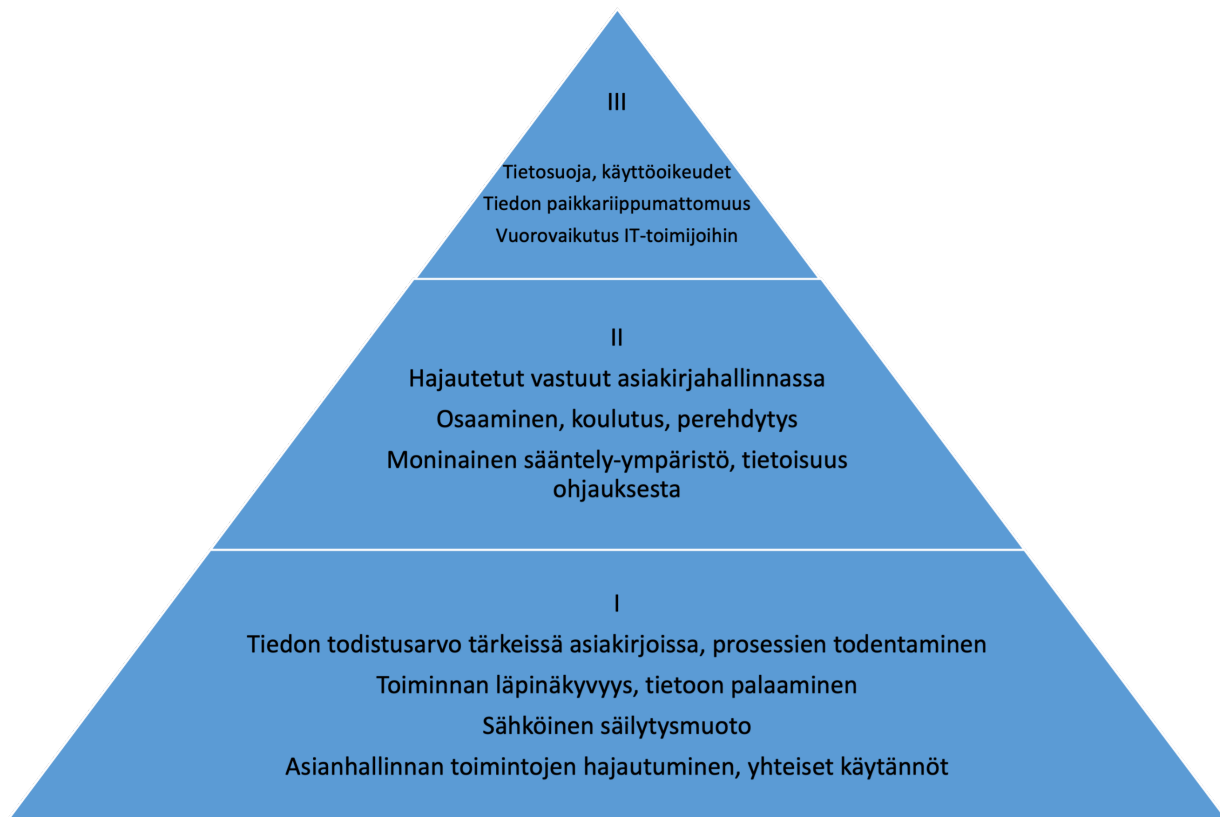 III
Tietosuoja, käyttöoikeudet
Tiedon paikkariippumattomuus
Vuorovaikutus IT-toimijoihin
II
Hajautetut vastuut asiakirjahallinnassa
Osaaminen, koulutus, perehdytys
Moninainen sääntely-ympäristö, tietoisuus
ohjauksesta
I
Tiedon todistusarvo tärkeissä asiakirjoissa, prosessien todentaminen
Toiminnan läpinäkyvyys, tietoon palaaminen
Sähköinen säilytysmuoto
Asianhallinnan toimintojen hajautuminen, yhteiset käytännöt